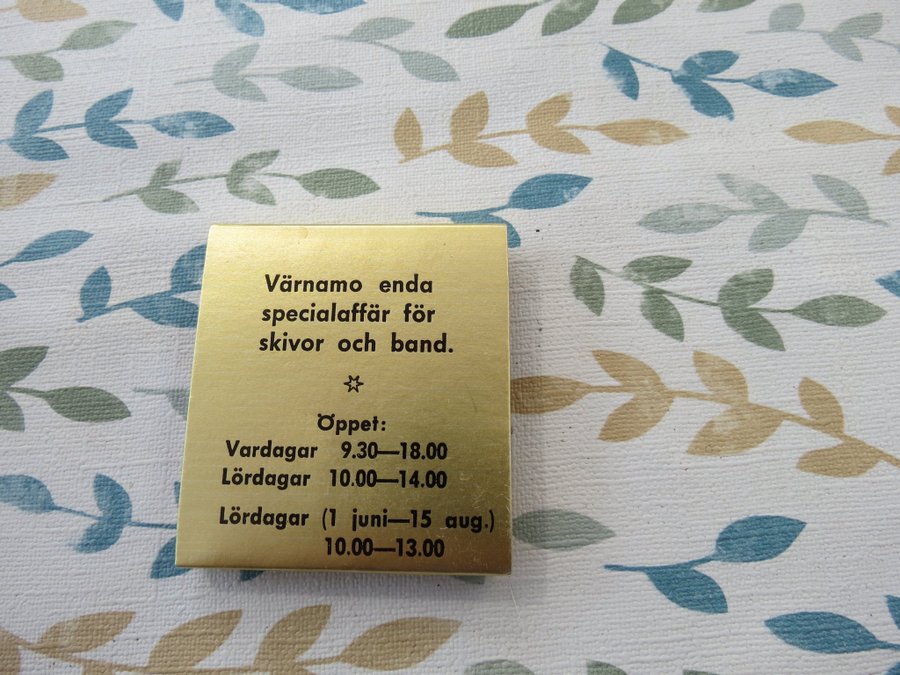 Värnamo enda
specialaffär för
skivor och band.
Öppet:
Vardagar 9.30—18.00
Lördagar 10.00—14.00
Lördagar (1 juni—15 aug.)
10.00—13.00